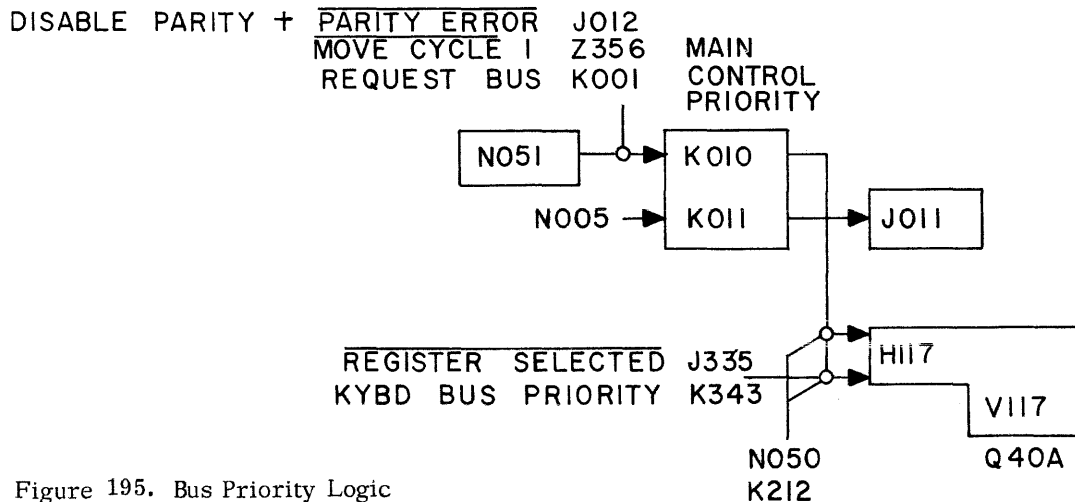 DISABLE PARITY + PARITY ERROR J012
MOVE CYCLE 1 Z356 MAIN
REQUEST BUS K001 CONTROL
PRIORITY
N051 K010
N005 K011 J011
REGISTER SELECTED J335 H117
KYBD BUS PRIORITY K343
V117
N050 Q40A
K212
Figure 195. Bus Priority Logic